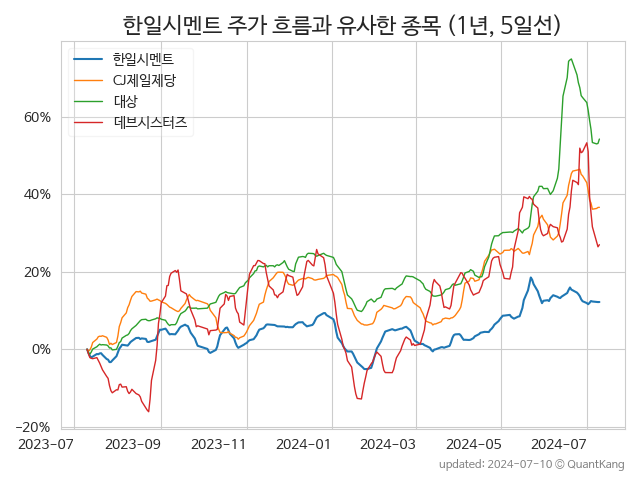 한일시멘트 주가 흐름과 유사한 종목 (1년, 5일선)
한일시멘트
CJ제일제당
대상
데브시스터즈
60%
40%
20%
0%
−20%
2023-07 2023-09 2023-11 2024-01 2024-03 2024-05 2024-07
updated: 2024-07-10 © QuantKang